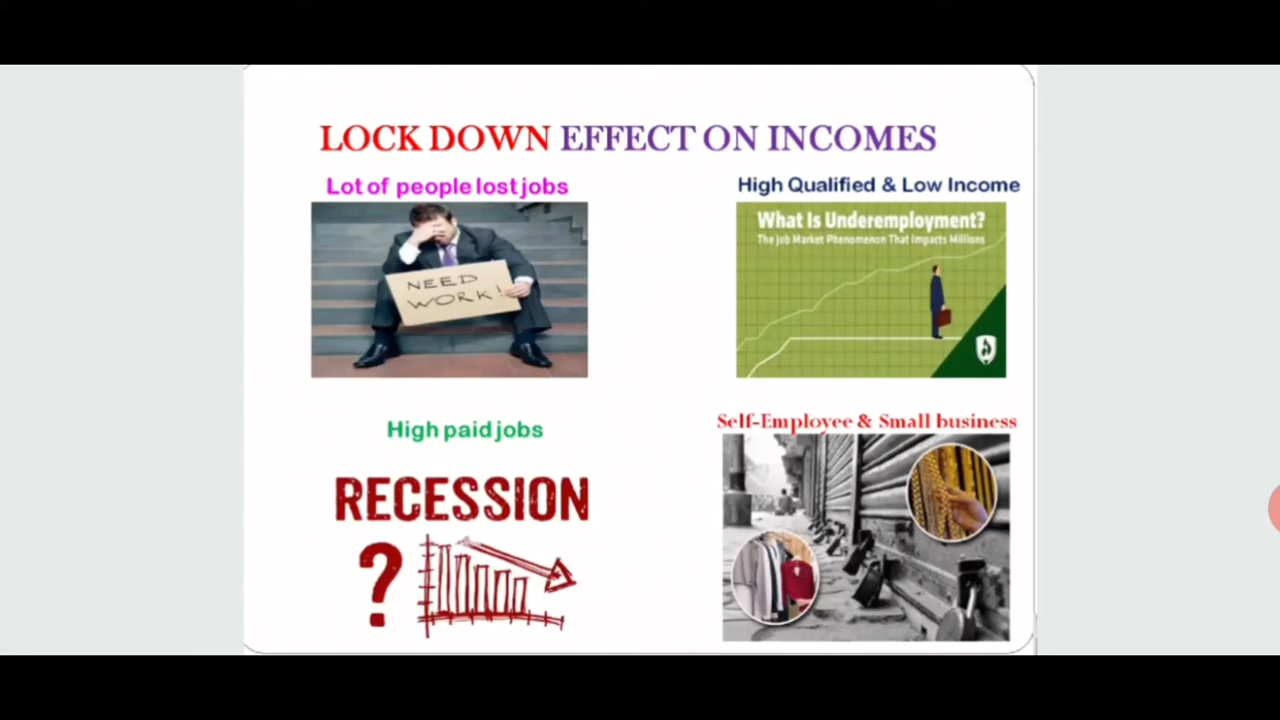 LOCK DOWN EFFECT ON INCOMES
Lot of people lost jobs
NEED
WORK!
High Qualified & Low Income
What Is Underemployment?
The Job Market Phenomenon That Impacts Millions
High paid jobs
RECESSION
?
Self-Employee & Small business